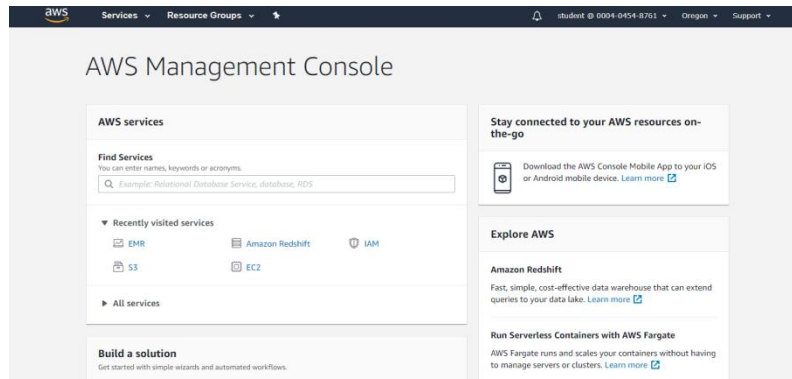 aws
Services
Resource Groups
student @ 0004-0454-8761
Oregon
Support
AWS Management Console
AWS services
Find Services
You can enter names, keywords or acronyms.
Example: Relational Database Service, database, RDS
Recently visited services
EMR
Amazon Redshift
IAM
S3
EC2
All services
Build a solution
Get started with simple wizards and automated workflows.
Stay connected to your AWS resources on-
the-go
Download the AWS Console Mobile App to your iOS
or Android mobile device. Learn more
Explore AWS
Amazon Redshift
Fast, simple, cost-effective data warehouse that can extend
queries to your data lake. Learn more
Run Serverless Containers with AWS Fargate
AWS Fargate runs and scales your containers without having
to manage servers or clusters. Learn more